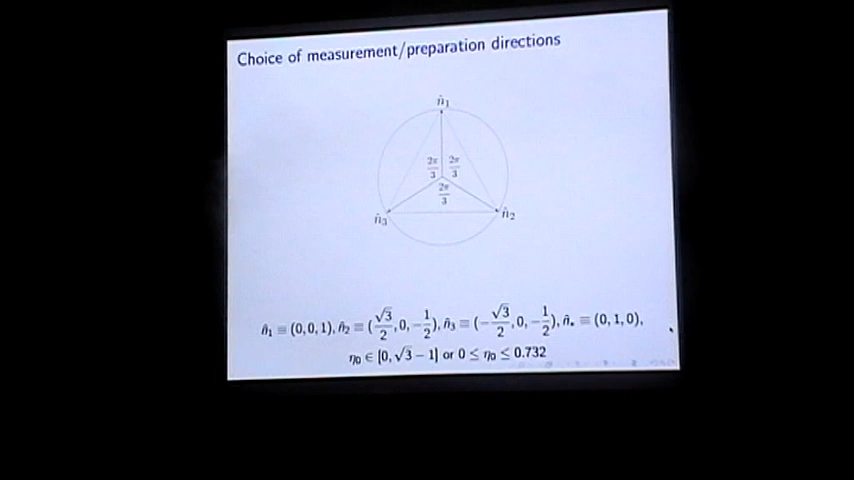 Choice of measurement/preparation directions
n̂₁
2π/3 2π/3
2π/3
n̂₃ n̂₂
n̂₁ ≡ (0,0,1), n̂₂ ≡ (√3/2, 0, −1/2), n̂₃ ≡ (−√3/2, 0, −1/2), n̂* ≡ (0,1,0),
η₀ ∈ [0, √3 − 1] or 0 ≤ η₀ ≤ 0.732